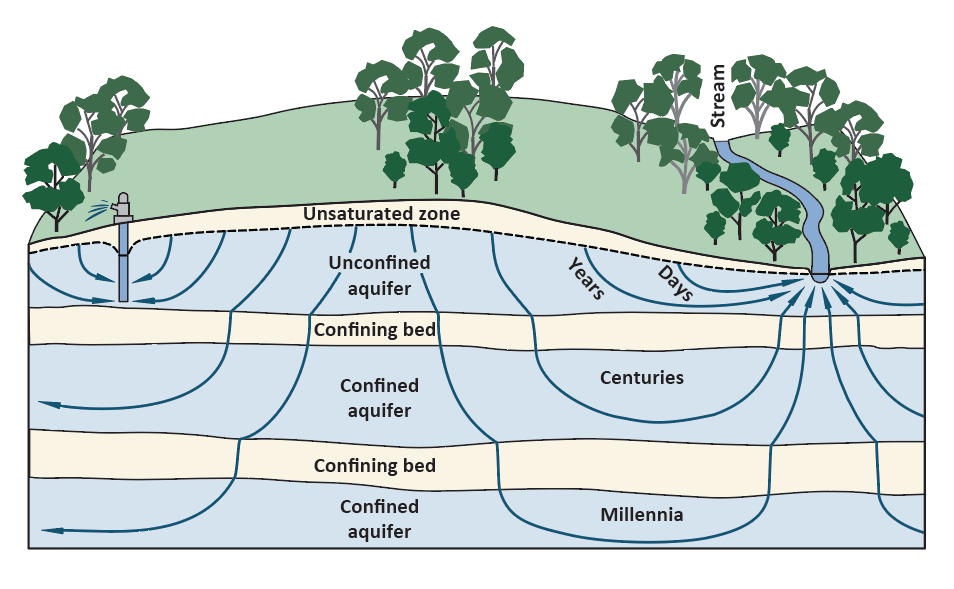 Stream
Unsaturated zone
Unconfined
aquifer
Years
Days
Confining bed
Confined
aquifer
Centuries
Confining bed
Confined
aquifer
Millennia